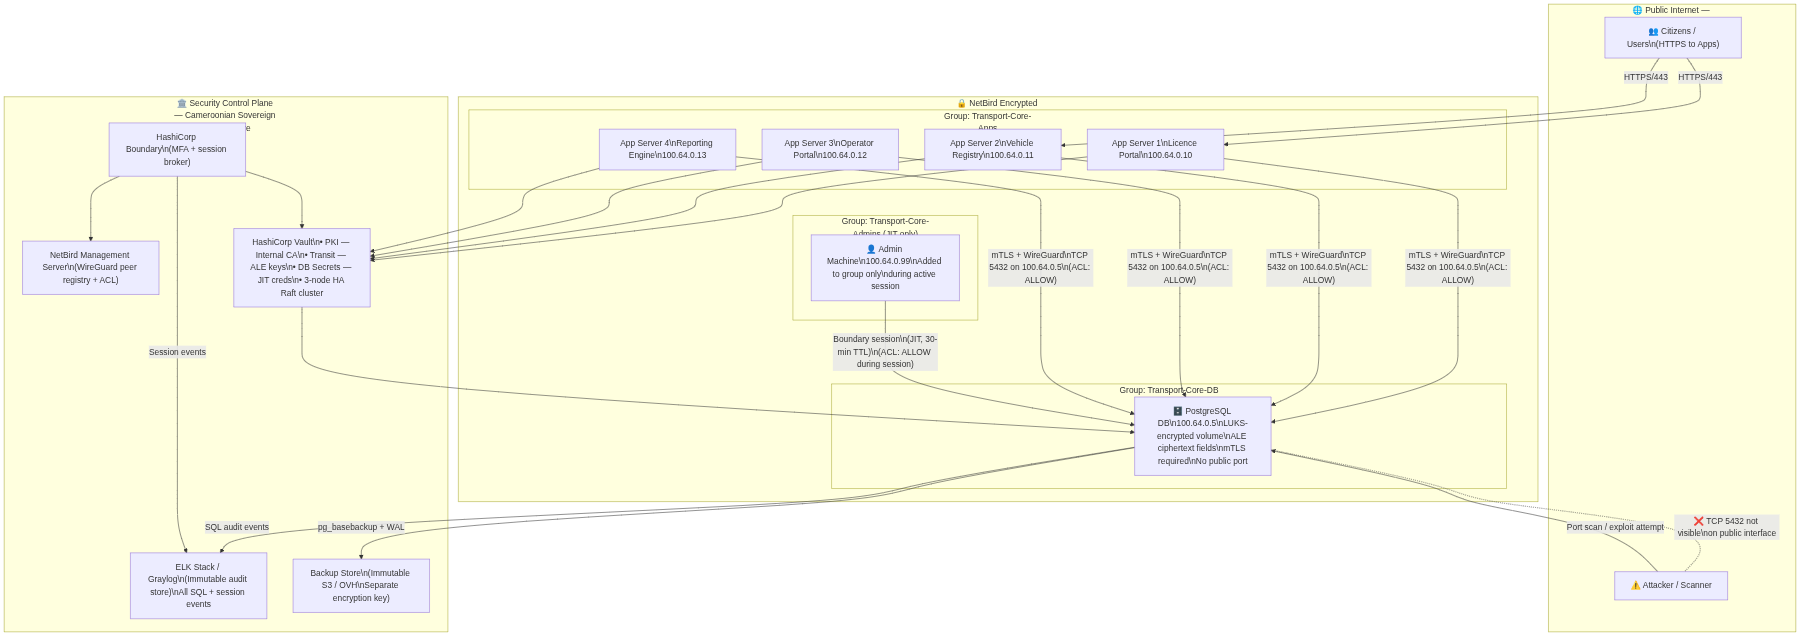 🌐 Public Internet —
👥 Citizens /
Users\n(HTTPS to Apps)
HTTPS/443
HTTPS/443
🏛️ Security Control Plane
— Cameroonian Sovereign
HashiCorp
Boundary\n(MFA + session
broker)
NetBird Management
Server\n(WireGuard peer
registry + ACL)
HashiCorp Vault\n• PKI —
Internal CA\n• Transit —
ALE keys\n• DB Secrets —
JIT creds\n• 3-node HA
Raft cluster
Session events
🔒 NetBird Encrypted
Group: Transport-Core-
Apps
App Server 4\nReporting
Engine\n100.64.0.13
App Server 3\nOperator
Portal\n100.64.0.12
App Server 2\nVehicle
Registry\n100.64.0.11
App Server 1\nLicence
Portal\n100.64.0.10
Group: Transport-Core-
Admins (JIT only)
👤 Admin
Machine\n100.64.0.99\nAdded
to group only\nduring active
session
mTLS + WireGuard\nTCP
5432 on 100.64.0.5\n(ACL:
ALLOW)
mTLS + WireGuard\nTCP
5432 on 100.64.0.5\n(ACL:
ALLOW)
mTLS + WireGuard\nTCP
5432 on 100.64.0.5\n(ACL:
ALLOW)
mTLS + WireGuard\nTCP
5432 on 100.64.0.5\n(ACL:
ALLOW)
Boundary session\n(JIT, 30-
min TTL)\n(ACL: ALLOW
during session)
Group: Transport-Core-DB
🗄️ PostgreSQL
DB\n100.64.0.5\nLUKS-
encrypted volume\nALE
ciphertext fields\nmTLS
required\nNo public port
SQL audit events
pg_basebackup + WAL
Port scan / exploit attempt
❌ TCP 5432 not
visible\non public interface
ELK Stack /
Graylog\n(Immutable audit
store)\nAll SQL + session
events
Backup Store\n(Immutable
S3 / OVH\nSeparate
encryption key)
⚠️ Attacker / Scanner